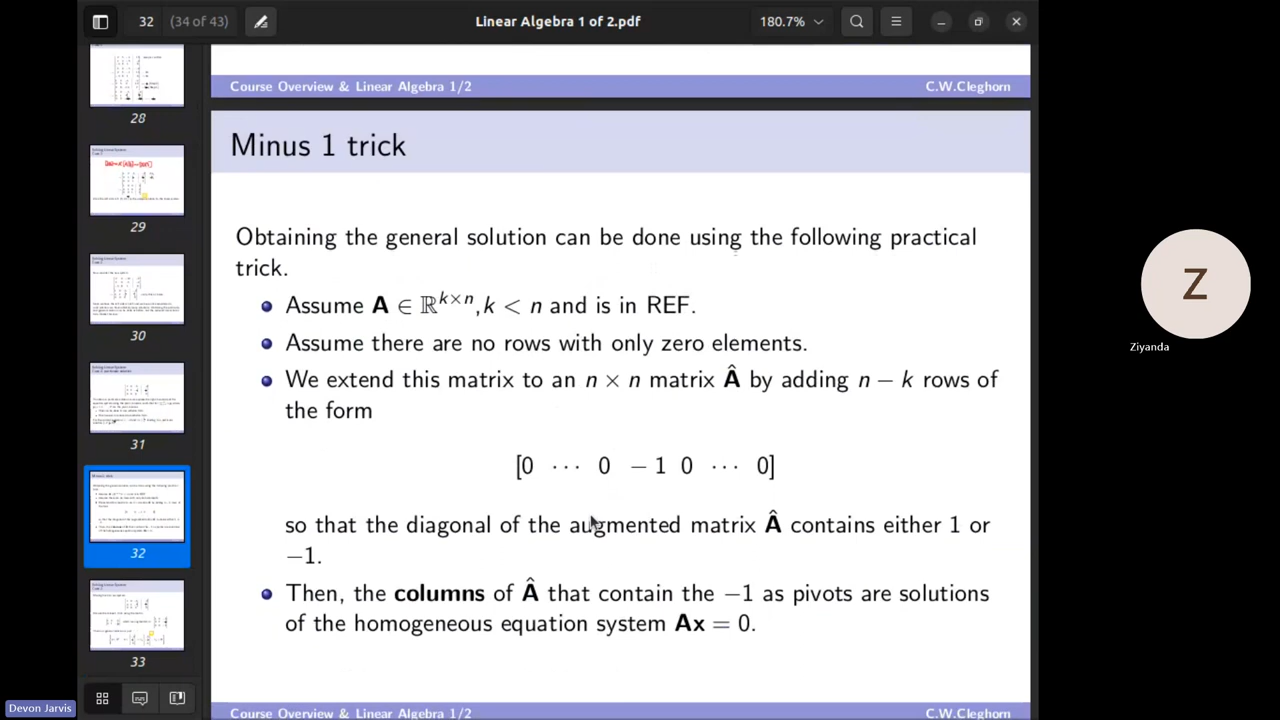 32 (34 of 43) Linear Algebra 1 of 2.pdf 180.7%
28
29
30
31
32
33
Course Overview & Linear Algebra 1/2 C.W.Cleghorn
Minus 1 trick
Obtaining the general solution can be done using the following practical
trick.
Assume A ∈ ℝ^{k×n}, k < n and is in REF.
Assume there are no rows with only zero elements.
We extend this matrix to an n × n matrix Â by adding n − k rows of
the form
[0 ⋯ 0 − 1 0 ⋯ 0]
so that the diagonal of the augmented matrix Â contains either 1 or
−1.
Then, the columns of Â that contain the −1 as pivots are solutions
of the homogeneous equation system Ax = 0.
Course Overview & Linear Algebra 1/2 C.W.Cleghorn
Z
Ziyanda
Devon Jarvis